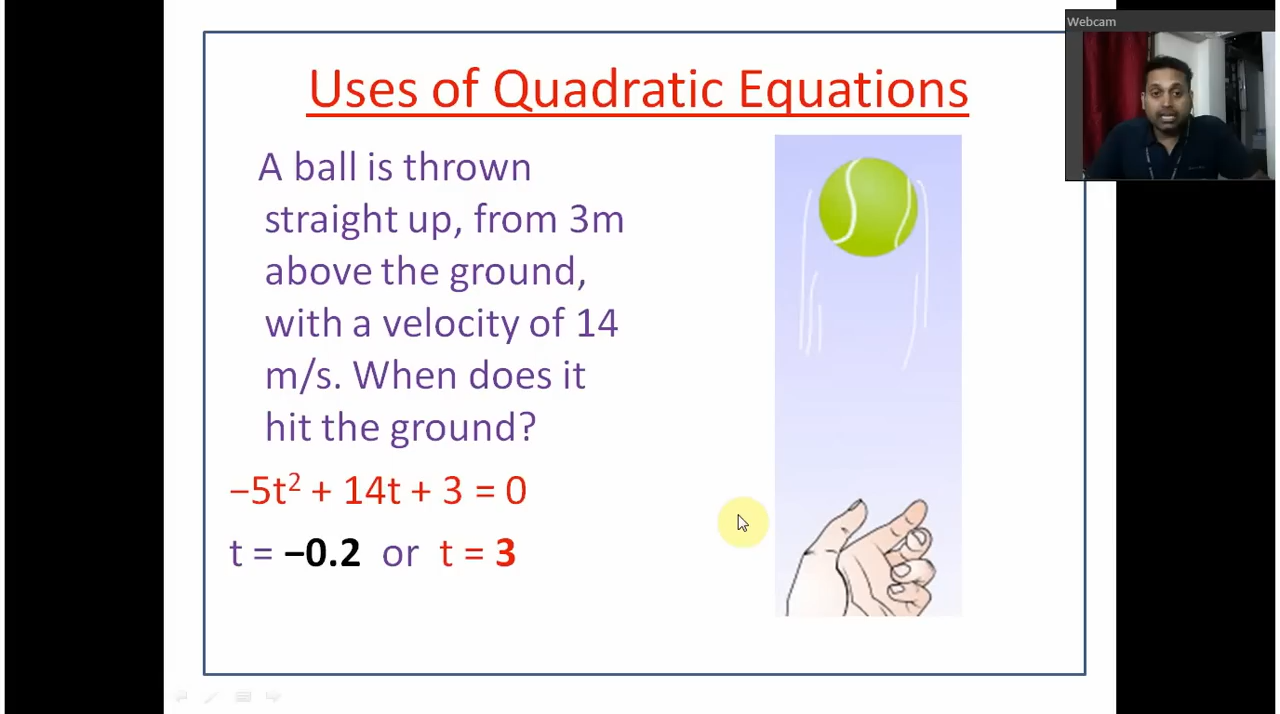 Webcam
Uses of Quadratic Equations
A ball is thrown
straight up, from 3m
above the ground,
with a velocity of 14
m/s. When does it
hit the ground?
−5t² + 14t + 3 = 0
t = −0.2 or t = 3